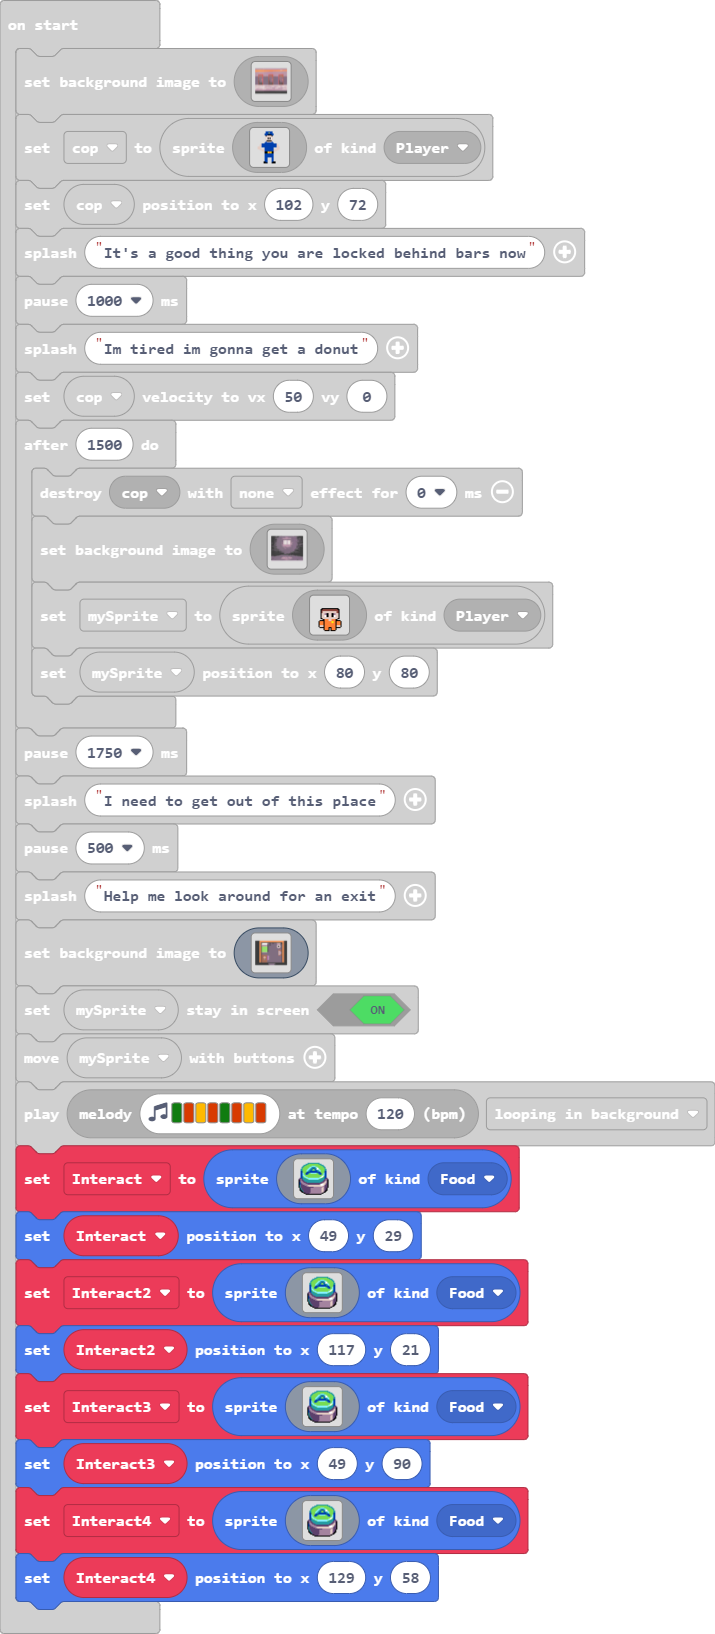 on start
set background image to
set cop to sprite of kind Player
set cop position to x 102 y 72
splash "It's a good thing you are locked behind bars now"
pause 1000 ms
splash "Im tired im gonna get a donut"
set cop velocity to vx 50 vy 0
after 1500 do
destroy cop with none effect for 0 ms
set background image to
set mySprite to sprite of kind Player
set mySprite position to x 80 y 80
pause 1750 ms
splash "I need to get out of this place"
pause 500 ms
splash "Help me look around for an exit"
set background image to
set mySprite stay in screen ON
move mySprite with buttons
play melody at tempo 120 (bpm) looping in background
set Interact to sprite of kind Food
set Interact position to x 49 y 29
set Interact2 to sprite of kind Food
set Interact2 position to x 117 y 21
set Interact3 to sprite of kind Food
set Interact3 position to x 49 y 90
set Interact4 to sprite of kind Food
set Interact4 position to x 129 y 58